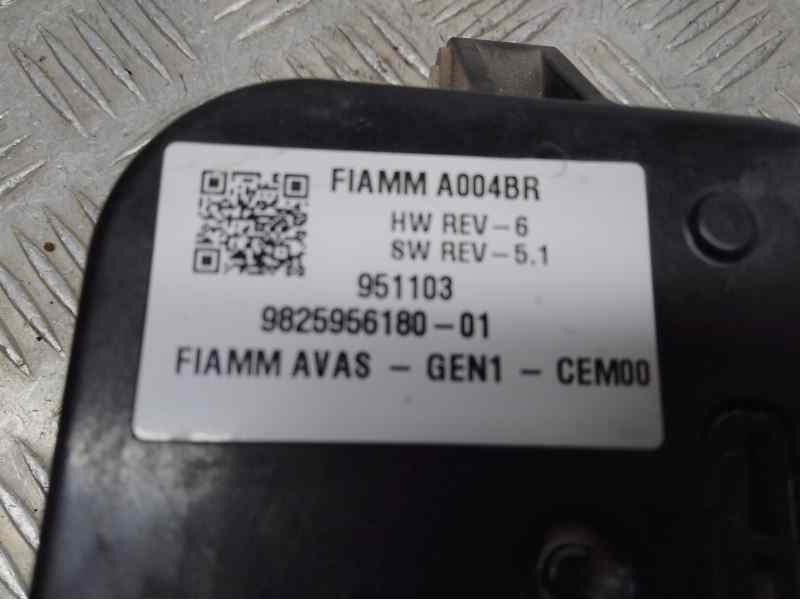 FIAMM A004BR
HW REV-6
SW REV-5.1
951103
9825956180-01
FIAMM AVAS - GEN1 - CEM00